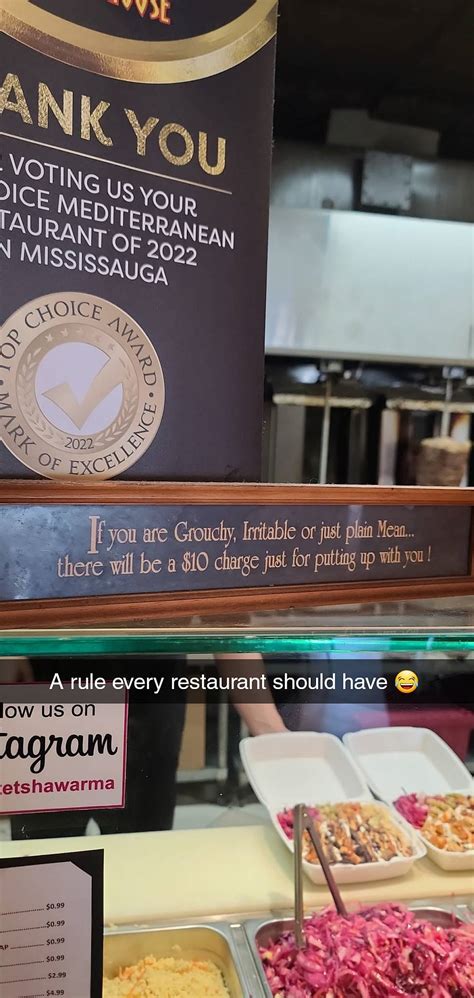 ANK YOU
VOTING US YOUR
OICE MEDITERRANEAN
TAURANT OF 2022
N MISSISSAUGA
TOP CHOICE AWARD
2022
MARK OF EXCELLENCE
If you are Grouchy, Irritable or just plain Mean...
there will be a $10 charge just for putting up with you !
A rule every restaurant should have 😂
low us on
tagram
etshawarma
$0.99
$0.99
AP $0.99
$0.99
$2.99
$4.99